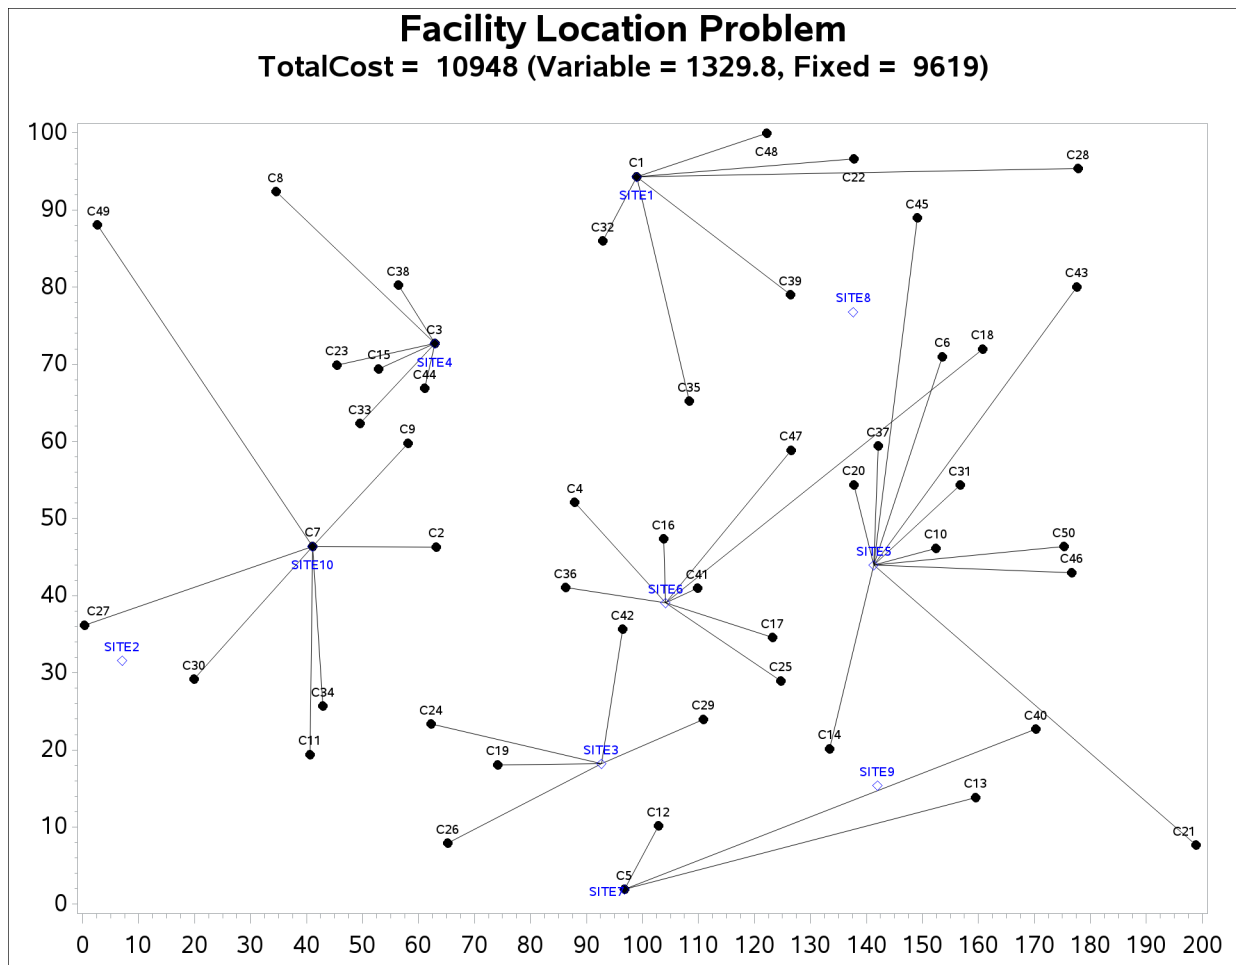 Facility Location Problem
TotalCost =  10948 (Variable = 1329.8, Fixed =  9619)
100
C48
C1
C28
C22
C8
SITE1
90
C49
C45
C32
80
C38
C39
C43
SITE8
C3
C6
C18
70
C23
C15
SITE4
C44
C35
60
C33
C9
C47
C37
C20
C31
50
C4
C7
C2
C16
C10
C50
SITE5
C46
SITE10
40
C36
C41
SITE6
C27
C42
C17
30
SITE2
C30
C25
C34
20
C24
C29
C40
C11
C19
SITE3
C14
SITE9
C13
10
C26
C12
C21
C5
SITE7
0
0 10 20 30 40 50 60 70 80 90 100 110 120 130 140 150 160 170 180 190 200